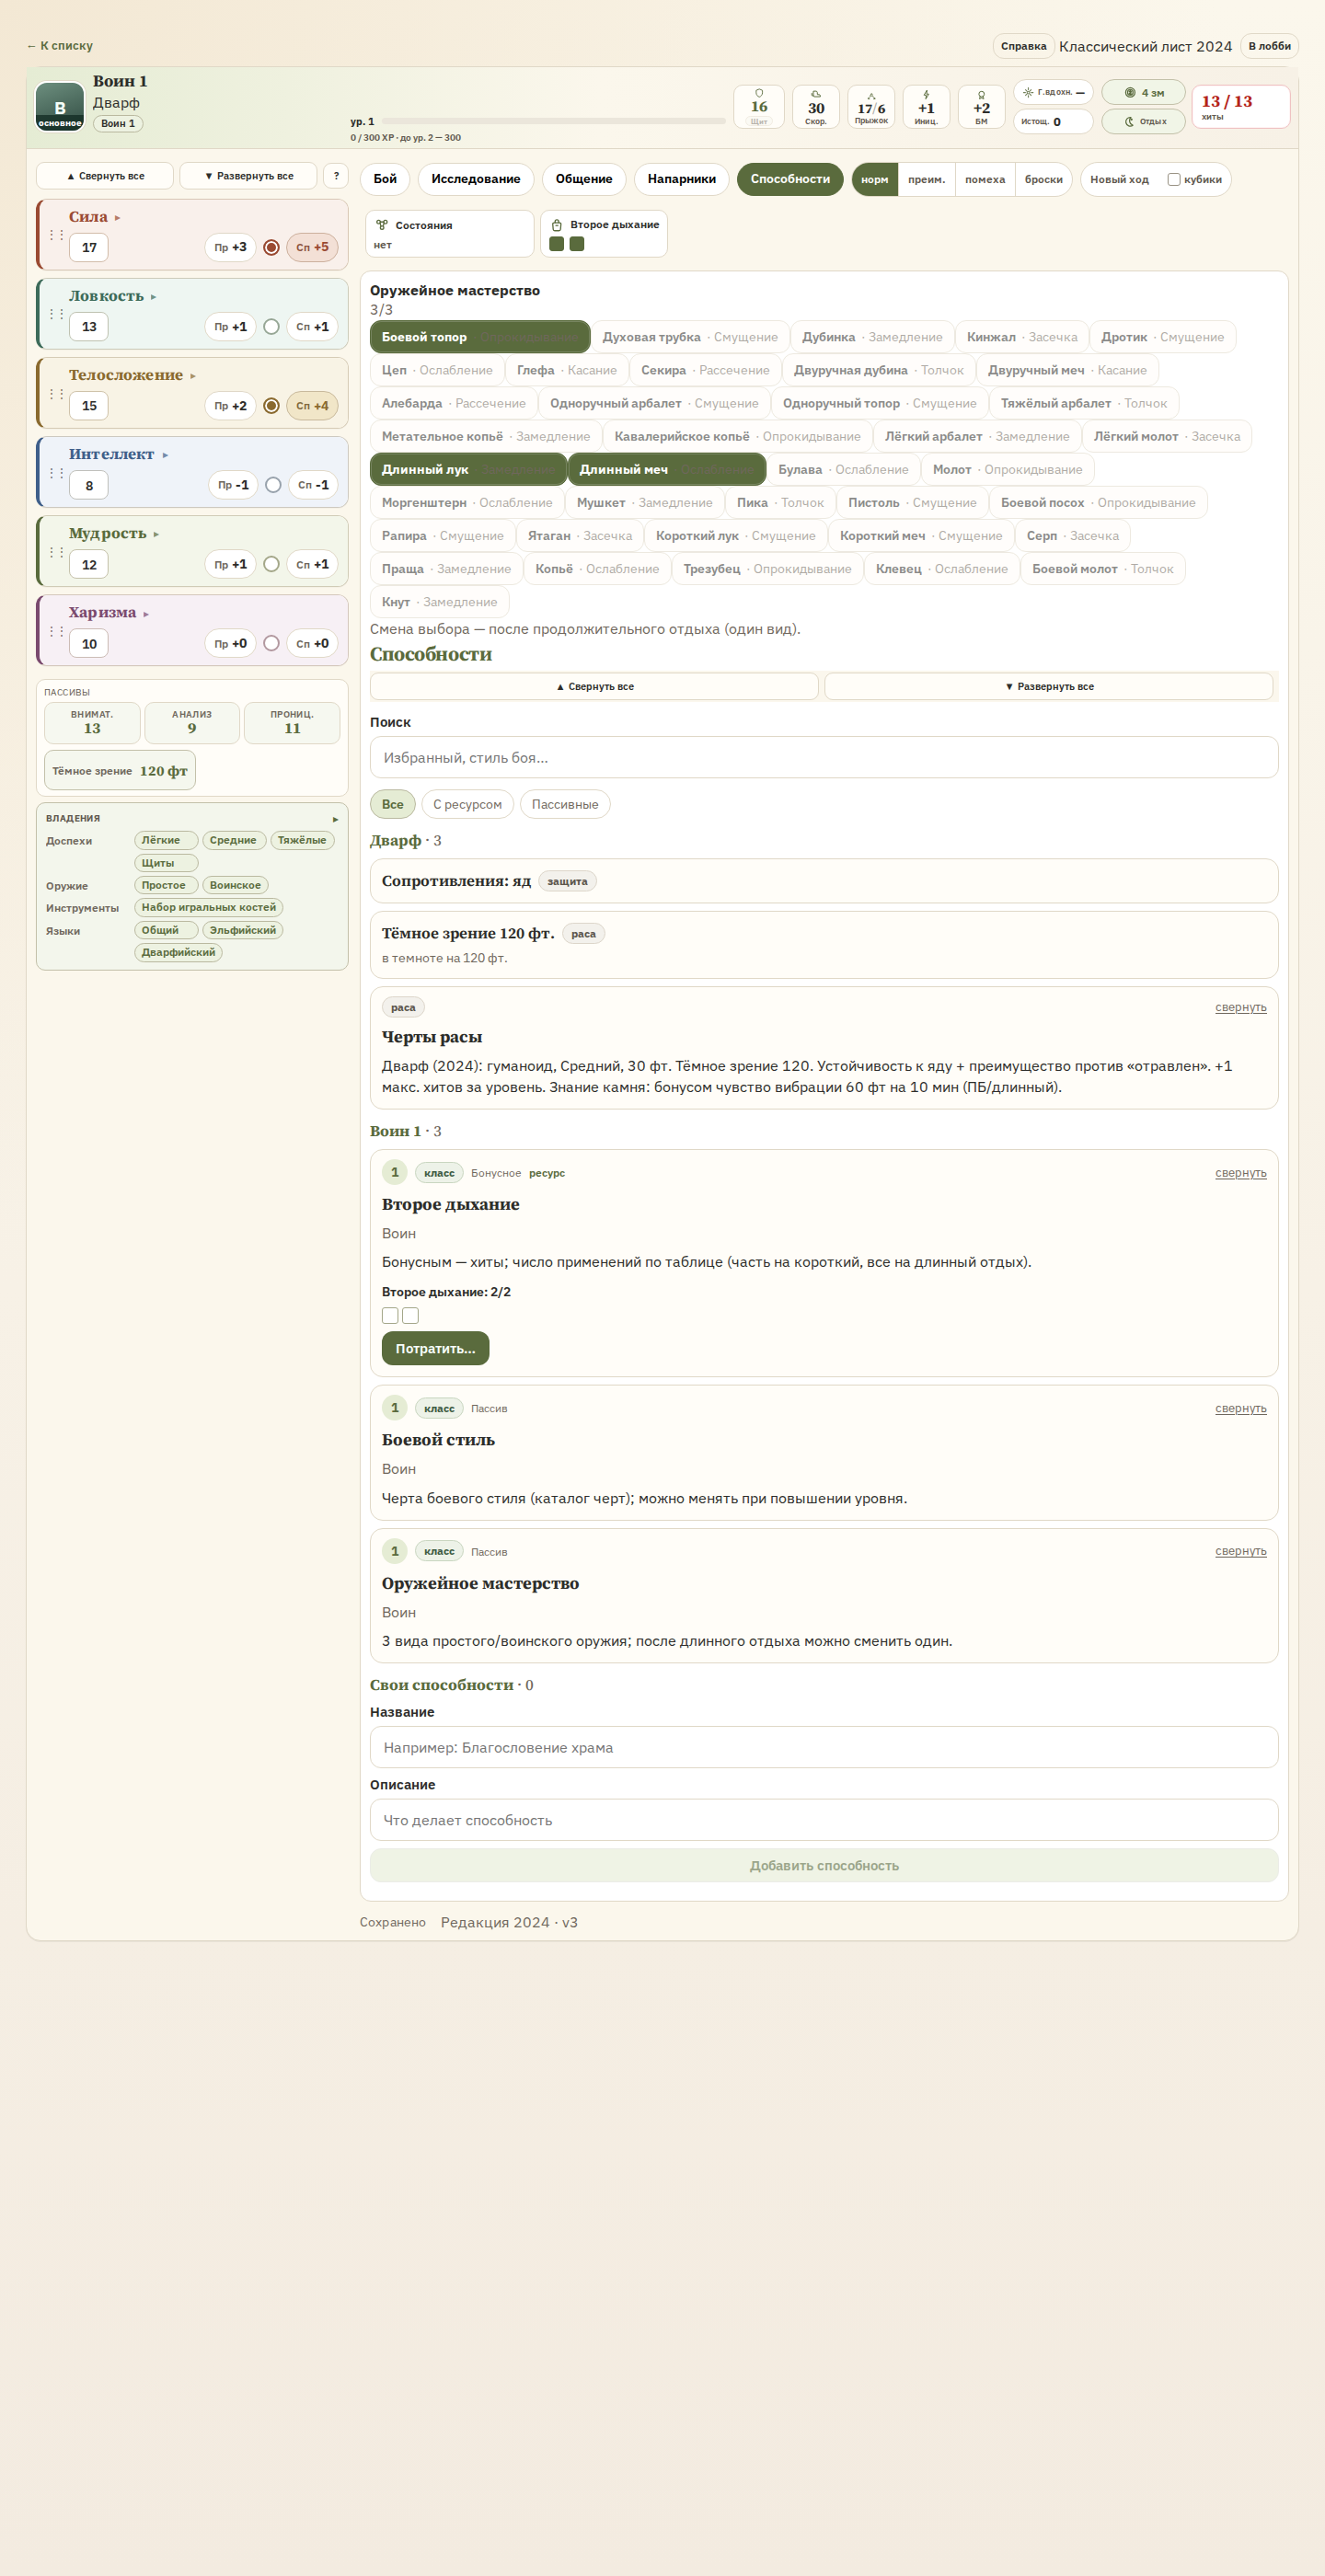 ← К списку
Справка Классический лист 2024 В лобби
В
основное
Воин 1
Дварф
Воин 1
ур. 1
0 / 300 XP · до ур. 2 — 300
16
Щит
30
Скор.
17/6
Прыжок
+1
Иниц.
+2
БМ
Г.вдохн. —
Истощ. 0
4 зм
Отдых
13 / 13
хиты
▲ Свернуть все ▼ Развернуть все ?
Сила ▸
17 Пр +3 Сп +5
Ловкость ▸
13 Пр +1 Сп +1
Телосложение ▸
15 Пр +2 Сп +4
Интеллект ▸
8 Пр -1 Сп -1
Мудрость ▸
12 Пр +1 Сп +1
Харизма ▸
10 Пр +0 Сп +0
ПАССИВЫ
ВНИМАТ. АНАЛИЗ ПРОНИЦ.
13 9 11
Тёмное зрение 120 фт
ВЛАДЕНИЯ ▸
Доспехи Лёгкие Средние Тяжёлые
Щиты
Оружие Простое Воинское
Инструменты Набор игральных костей
Языки Общий Эльфийский
Дварфийский
Бой Исследование Общение Напарники Способности норм преим. помеха броски Новый ход кубики
Состояния
нет
Второе дыхание
Оружейное мастерство
3/3
Боевой топор Духовая трубка · Смущение Дубинка · Замедление Кинжал · Засечка Дротик · Смущение
Цеп · Ослабление Глефа · Касание Секира · Рассечение Двуручная дубина · Толчок Двуручный меч · Касание
Алебарда · Рассечение Одноручный арбалет · Смущение Одноручный топор · Смущение Тяжёлый арбалет · Толчок
Метательное копьё · Замедление Кавалерийское копьё · Опрокидывание Лёгкий арбалет · Замедление Лёгкий молот · Засечка
Длинный лук Длинный меч Булава · Ослабление Молот · Опрокидывание
Моргенштерн · Ослабление Мушкет · Замедление Пика · Толчок Пистоль · Смущение Боевой посох · Опрокидывание
Рапира · Смущение Ятаган · Засечка Короткий лук · Смущение Короткий меч · Смущение Серп · Засечка
Праща · Замедление Копьё · Ослабление Трезубец · Опрокидывание Клевец · Ослабление Боевой молот · Толчок
Кнут · Замедление
Смена выбора — после продолжительного отдыха (один вид).
Способности
▲ Свернуть все ▼ Развернуть все
Поиск
Избранный, стиль боя...
Все С ресурсом Пассивные
Дварф · 3
Сопротивления: яд защита
Тёмное зрение 120 фт. раса
в темноте на 120 фт.
раса свернуть
Черты расы
Дварф (2024): гуманоид, Средний, 30 фт. Тёмное зрение 120. Устойчивость к яду + преимущество против «отравлен». +1
макс. хитов за уровень. Знание камня: бонусом чувство вибрации 60 фт на 10 мин (ПБ/длинный).
Воин 1 · 3
1 класс Бонусное ресурс свернуть
Второе дыхание
Воин
Бонусным — хиты; число применений по таблице (часть на короткий, все на длинный отдых).
Второе дыхание: 2/2
Потратить...
1 класс Пассив свернуть
Боевой стиль
Воин
Черта боевого стиля (каталог черт); можно менять при повышении уровня.
1 класс Пассив свернуть
Оружейное мастерство
Воин
3 вида простого/воинского оружия; после длинного отдыха можно сменить один.
Свои способности · 0
Название
Например: Благословение храма
Описание
Что делает способность
Добавить способность
Сохранено Редакция 2024 · v3